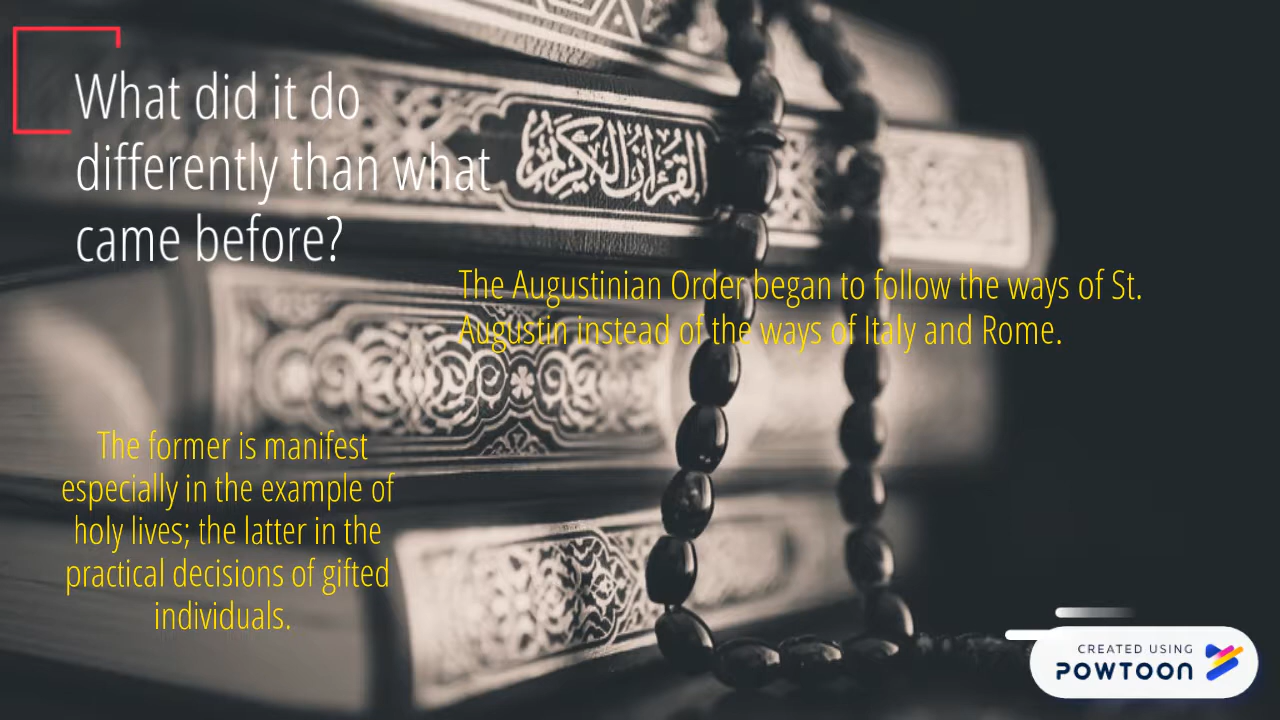 What did it do
differently than what
came before?
القرآن الكريم
The Augustinian Order began to follow the ways of St.
Augustin instead of the ways of Italy and Rome.
The former is manifest
especially in the example of
holy lives; the latter in the
practical decisions of gifted
individuals.
CREATED USING
POWTOON